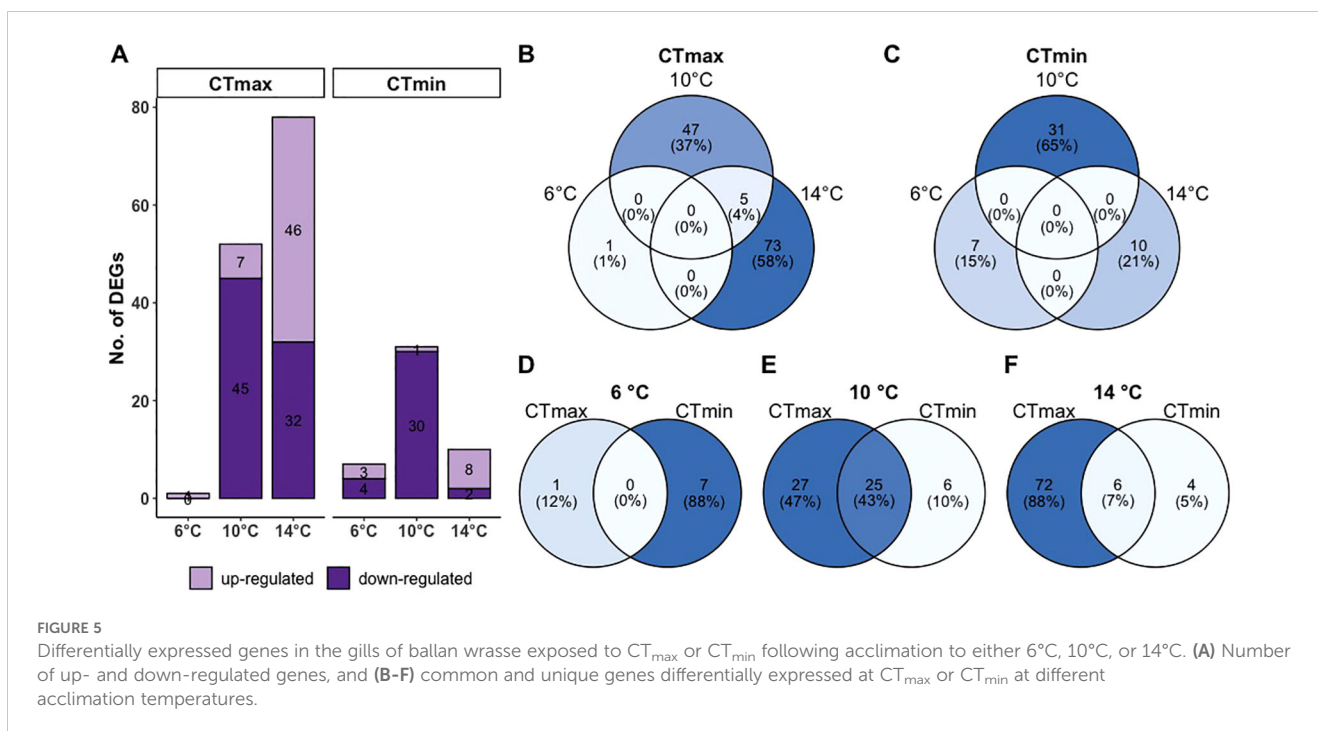 A
CTmax
CTmin
No. of DEGs
80
60
40
20
0
1
0
7
45
46
32
3
4
1
30
8
2
6°C
10°C
14°C
6°C
10°C
14°C
up-regulated
down-regulated
B
CTmax
10°C
47
(37%)
6°C
14°C
0
(0%)
0
(0%)
5
(4%)
1
(1%)
73
(58%)
0
(0%)
C
CTmin
10°C
31
(65%)
6°C
14°C
0
(0%)
0
(0%)
0
(0%)
7
(15%)
10
(21%)
0
(0%)
D
6 °C
CTmax
CTmin
1
(12%)
0
(0%)
7
(88%)
E
10 °C
CTmax
CTmin
27
(47%)
25
(43%)
6
(10%)
F
14 °C
CTmax
CTmin
72
(88%)
6
(7%)
4
(5%)
FIGURE 5
Differentially expressed genes in the gills of ballan wrasse exposed to CTmax or CTmin following acclimation to either 6°C, 10°C, or 14°C. (A) Number
of up- and down-regulated genes, and (B-F) common and unique genes differentially expressed at CTmax or CTmin at different
acclimation temperatures.